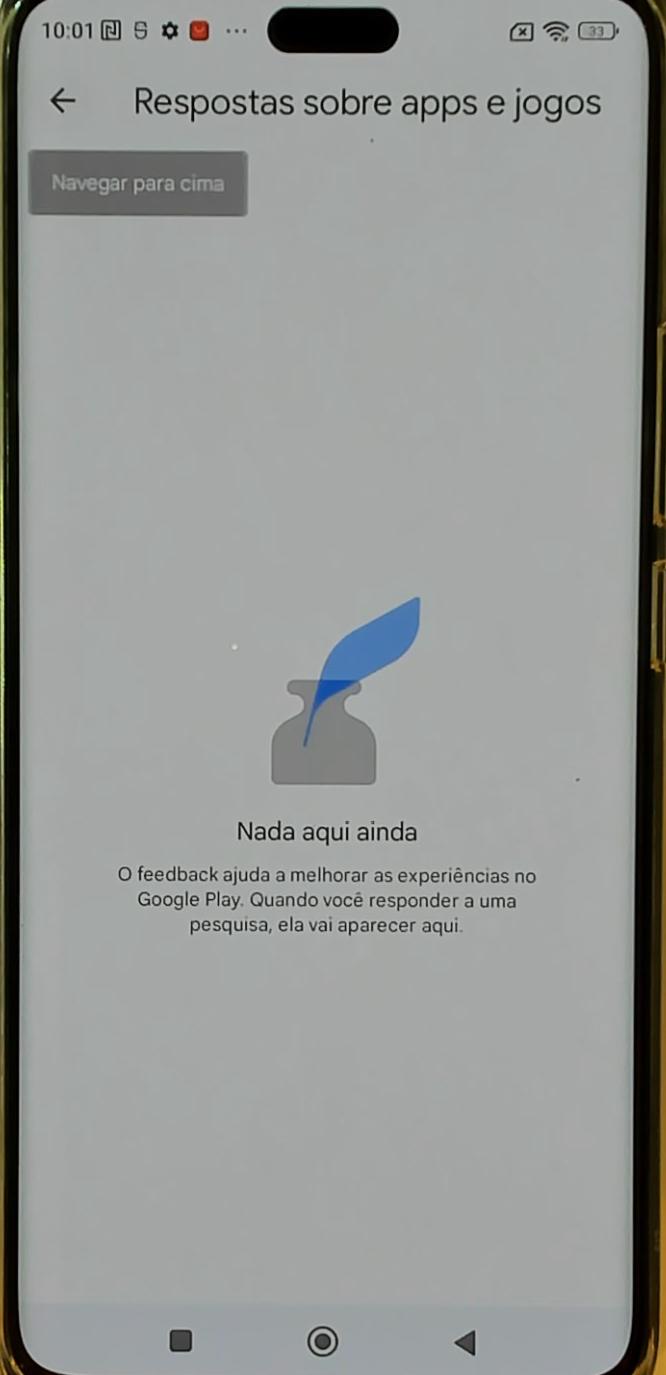 10:01
33
Respostas sobre apps e jogos
Navegar para cima
Nada aqui ainda
O feedback ajuda a melhorar as experiências no
Google Play. Quando você responder a uma
pesquisa, ela vai aparecer aqui.